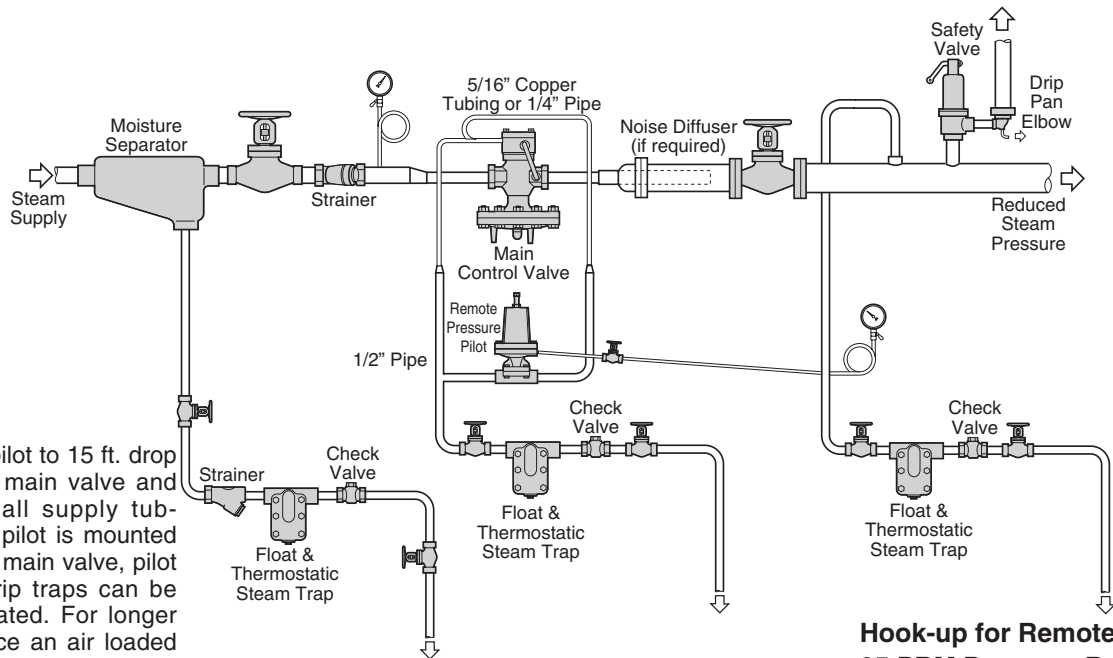 Safety
Valve
Drip
Pan
Elbow
5/16” Copper
Tubing or 1/4” Pipe
Moisture
Separator
Noise Diffuser
(if required)
Steam
Supply
Strainer
Reduced
Steam
Pressure
Main
Control Valve
Remote
Pressure
Pilot
1/2” Pipe
Check
Valve
Check
Valve
pilot to 15 ft. drop
main valve and
all supply tub-
pilot is mounted
main valve, pilot
rip traps can be
ated. For longer
ce an air loaded
Strainer
Check
Valve
Float &
Thermostatic
Steam Trap
Float &
Thermostatic
Steam Trap
Float &
Thermostatic
Steam Trap
Hook-up for Remote